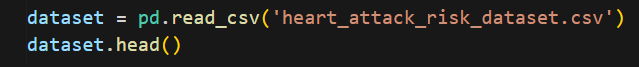 dataset = pd.read_csv('heart_attack_risk_dataset.csv')
dataset.head()